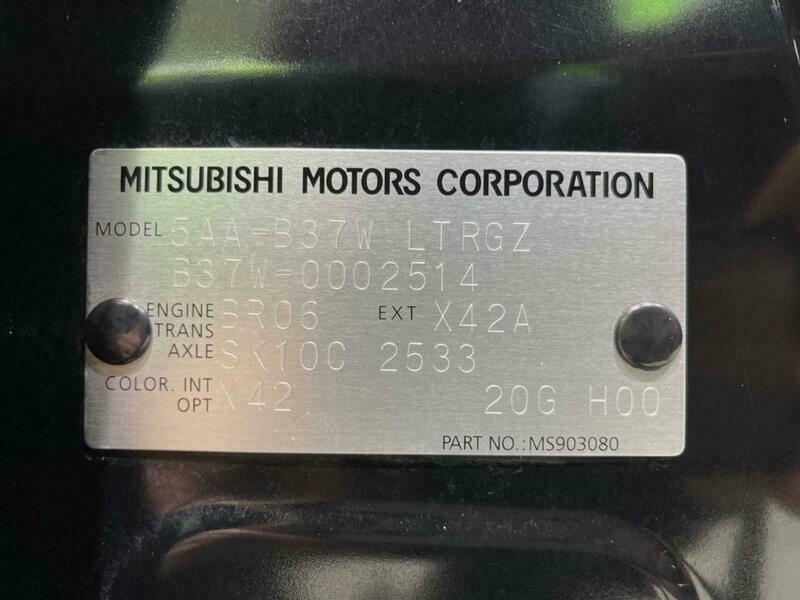 MITSUBISHI MOTORS CORPORATION
MODEL 5AA-B37W LTRGZ
B37W-0002514
ENGINE BR06 EXT X42A
TRANS
AXLE SK10C 2533
COLOR. INT
OPT X42 20G H00
PART NO.: MS903080